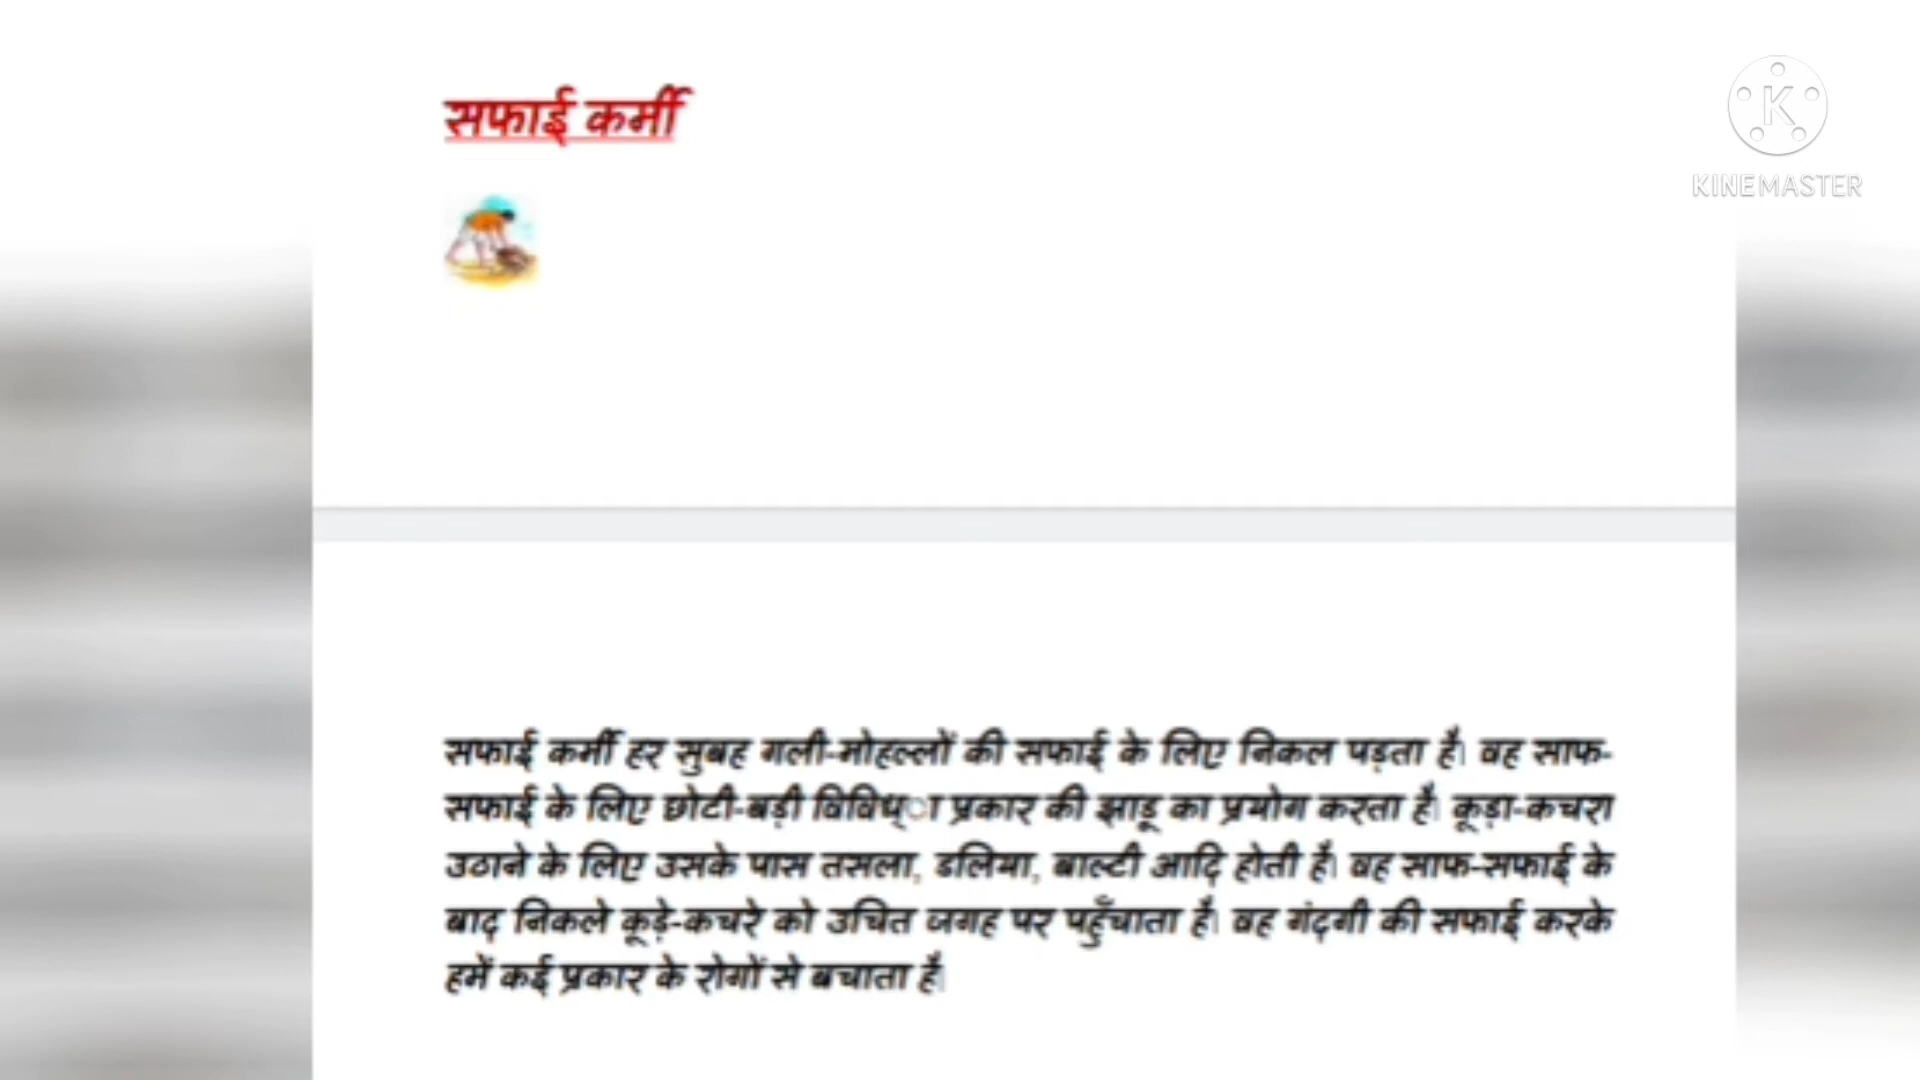 सफाई कर्मी
KINEMASTER
सफाई कर्मी हर सुबह गली-मोहल्लों की सफाई के लिए निकल पड़ता है। वह साफ-
सफाई के लिए छोटी-बड़ी विविध्ा प्रकार की झाडू का प्रयोग करता है। कूड़ा-कचरा
उठाने के लिए उसके पास तसला, डलिया, बाल्टी आदि होती है। वह साफ-सफाई के
बाद निकले कूड़े-कचरे को उचित जगह पर पहुँचाता है। वह गंदगी की सफाई करके
हमें कई प्रकार के रोगों से बचाता है।